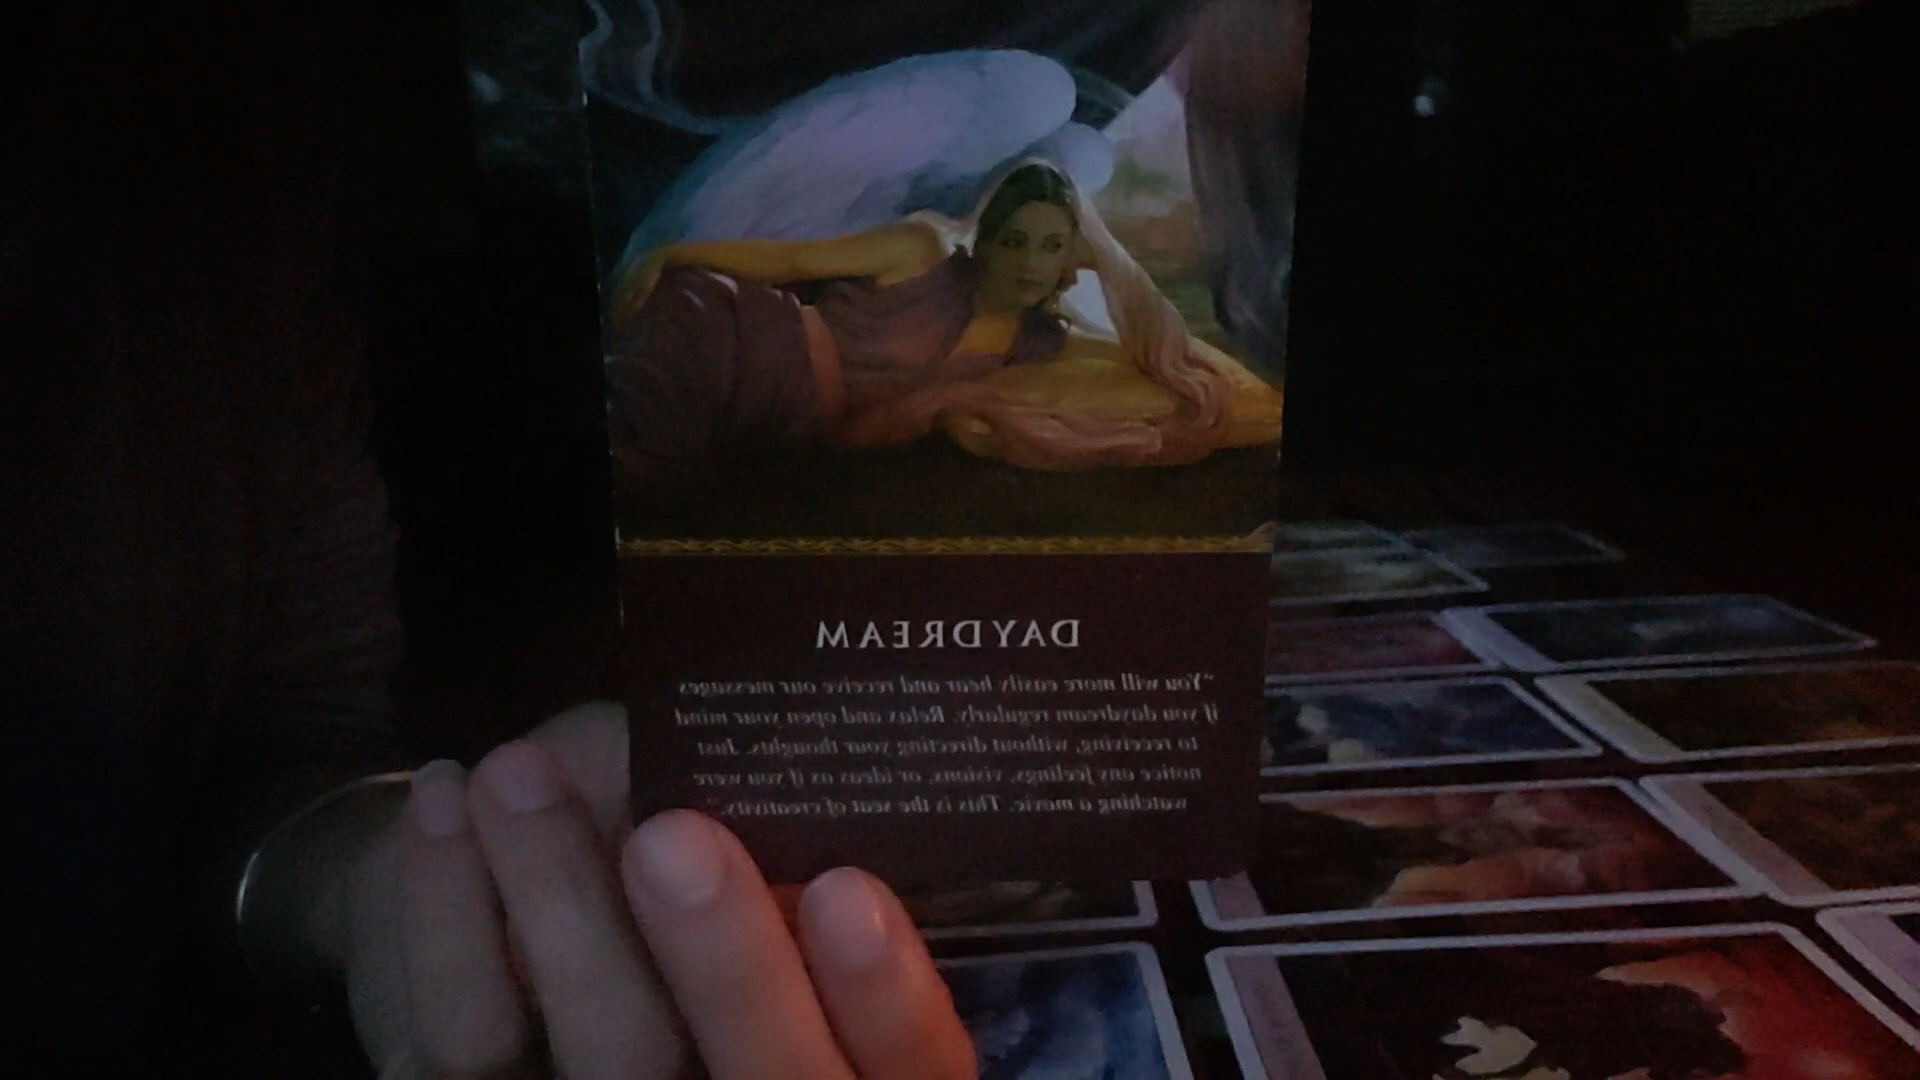 DAYDREAM
"You will more easily hear and receive our messages
if you daydream regularly. Relax and open your mind
to receiving, without directing your thoughts. Just
notice any feelings, visions, or ideas as if you were
watching a movie. This is the seat of creativity."